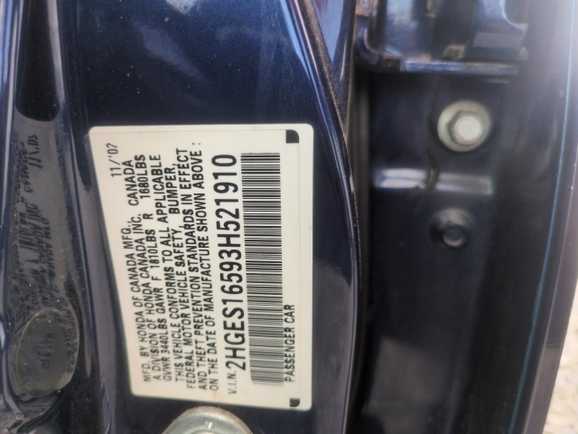 MFD. BY HONDA OF CANADA MFG. 11/'02
A DIVISION OF HONDA CANADA INC. CANADA
GVWR 3440LBS GAWR F 1810LBS R 1680LBS
THIS VEHICLE CONFORMS TO ALL APPLICABLE
FEDERAL MOTOR VEHICLE SAFETY, BUMPER,
AND THEFT PREVENTION STANDARDS IN EFFECT
ON THE DATE OF MANUFACTURE SHOWN ABOVE:
V.I.N. 2HGES16593H521910
PASSENGER CAR